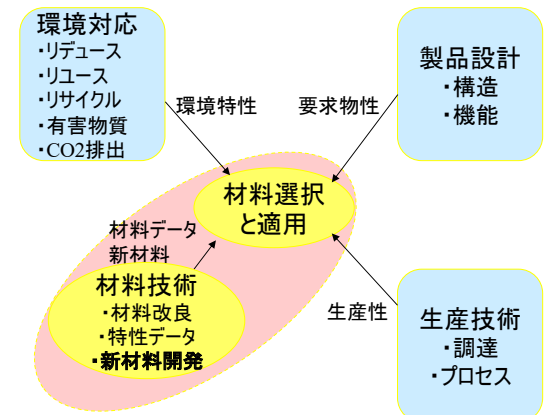 環境対応
・リデュース
・リユース
・リサイクル
・有害物質
・CO2排出
製品設計
・構造
・機能
環境特性
要求物性
材料選択
と適用
材料データ
新材料
材料技術
・材料改良
・特性データ
・新材料開発
生産性
生産技術
・調達
・プロセス